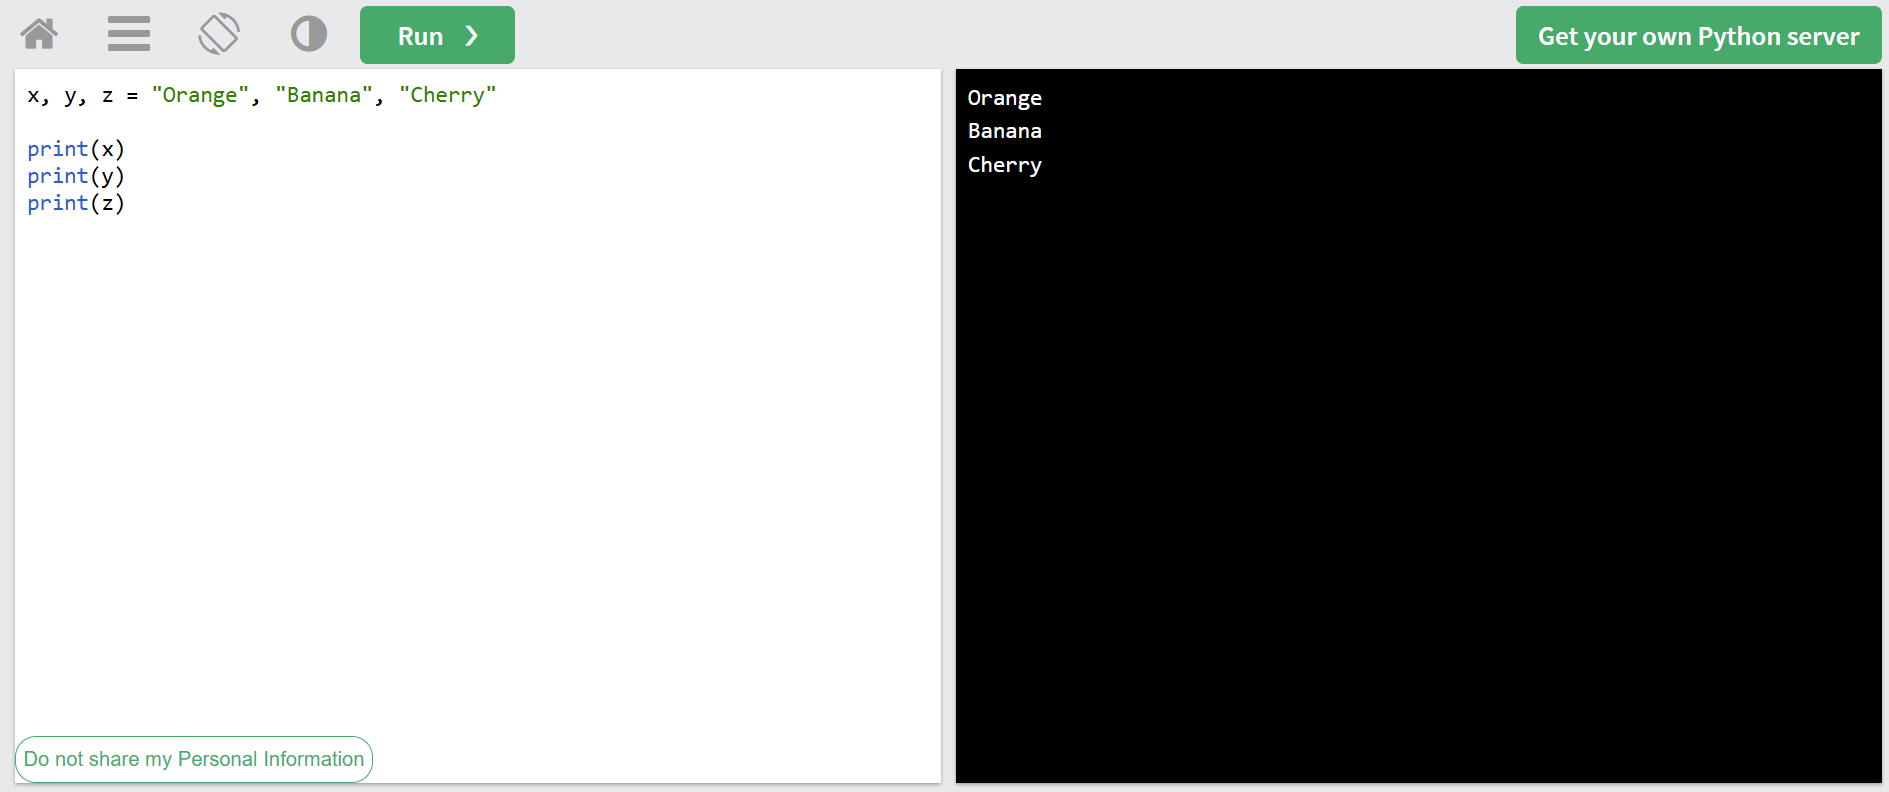 Run ❯
Get your own Python server
x, y, z = "Orange", "Banana", "Cherry"
print(x)
print(y)
print(z)
Orange
Banana
Cherry
Do not share my Personal Information